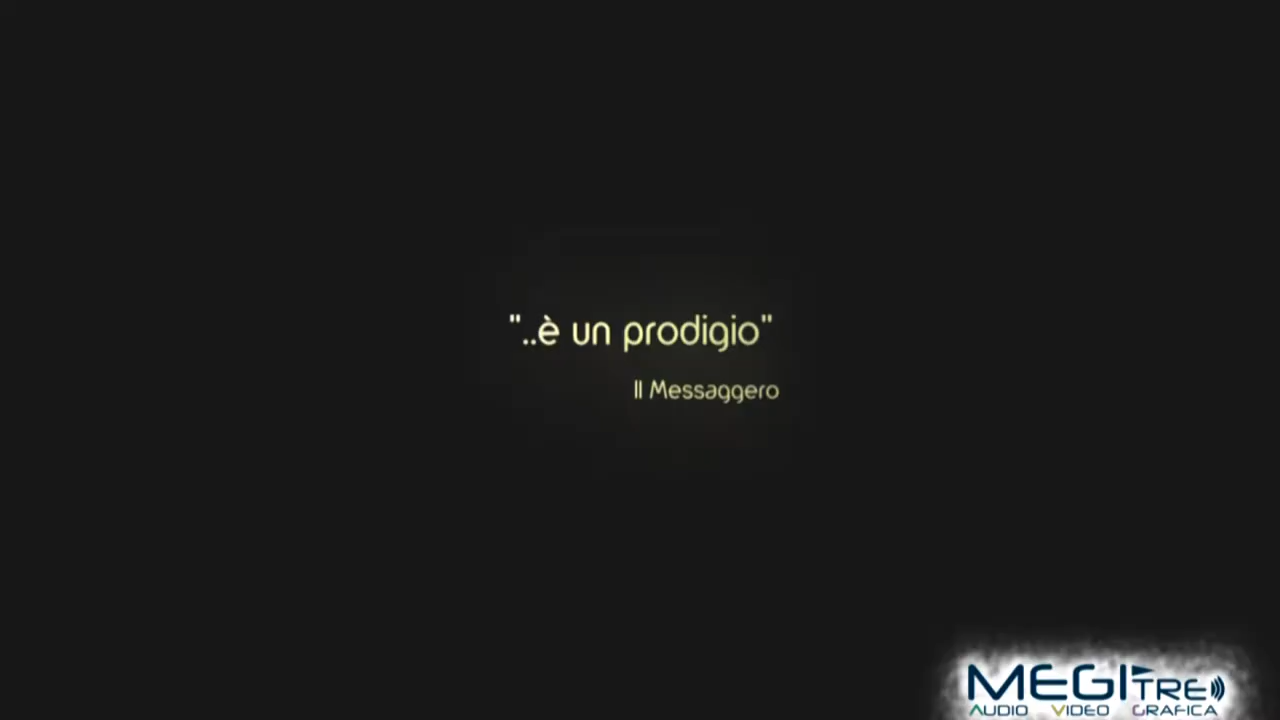 "..è un prodigio"
Il Messaggero
MEGITRE
AUDIO VIDEO GRAFICA